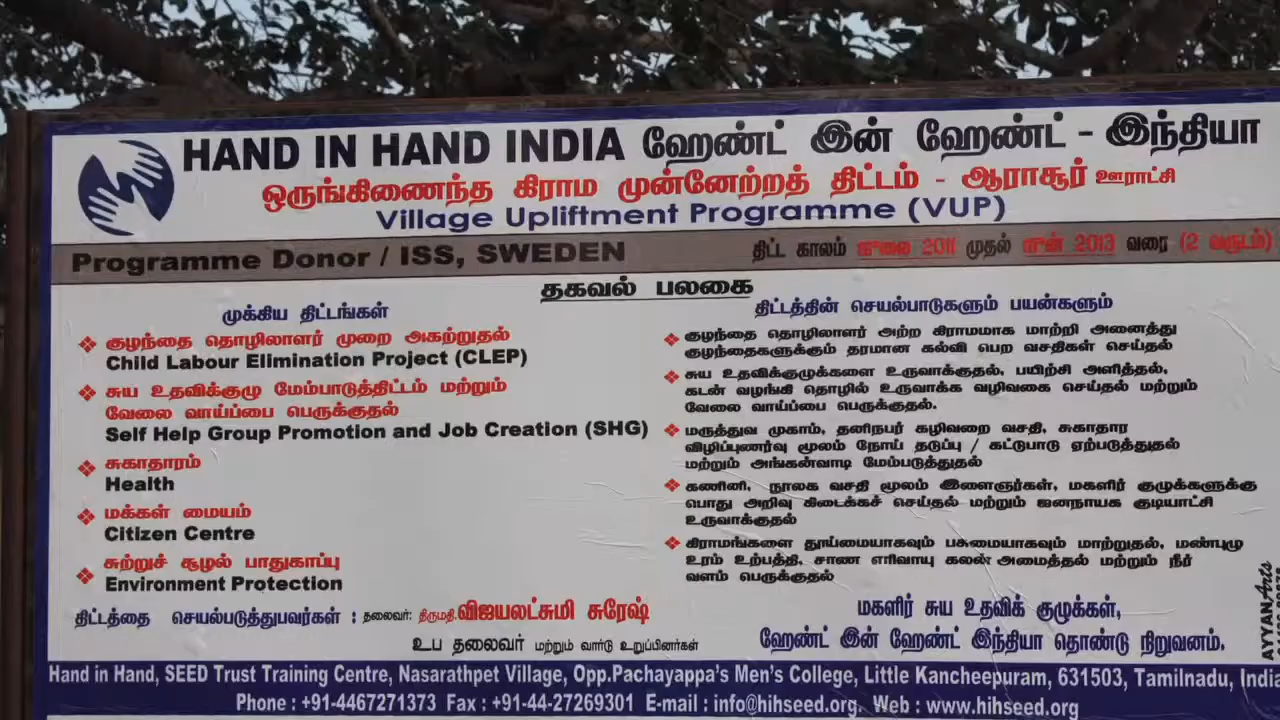 HAND IN HAND INDIA ஹேண்ட் இன் ஹேண்ட் - இந்தியா
ஒருங்கிணைந்த கிராம முன்னேற்றத் திட்டம் - ஆராசூர் ஊராட்சி
Village Upliftment Programme (VUP)
Programme Donor / ISS, SWEDEN திட்ட காலம் ஜுலை 2011 முதல் ஜுன் 2013 வரை (2 வருடம்)
தகவல் பலகை
முக்கிய திட்டங்கள்
குழந்தை தொழிலாளர் முறை அகற்றுதல்
Child Labour Elimination Project (CLEP)
சுய உதவிக்குழு மேம்பாடுத்திட்டம் மற்றும்
வேலை வாய்ப்பை பெருக்குதல்
Self Help Group Promotion and Job Creation (SHG)
சுகாதாரம்
Health
மக்கள் மையம்
Citizen Centre
சுற்றுச் சூழல் பாதுகாப்பு
Environment Protection
திட்டத்தின் செயல்பாடுகளும் பயன்களும்
குழந்தை தொழிலாளர் அற்ற கிராமமாக மாற்றி அனைத்து
குழந்தைகளுக்கும் தரமான கல்வி பெற வசதிகள் செய்தல்
சுய உதவிக்குழுக்களை உருவாக்குதல், பயிற்சி அளித்தல்,
கடன் வழங்கி தொழில் உருவாக்க வழிவகை செய்தல் மற்றும்
வேலை வாய்ப்பை பெருக்குதல்.
மருத்துவ முகாம், தனிநபர் கழிவறை வசதி, சுகாதார
விழிப்புணர்வு மூலம் நோய் தடுப்பு / கட்டுபாடு ஏற்படுத்துதல்
மற்றும் அங்கன்வாடி மேம்படுத்துதல்
கணினி, நூலக வசதி மூலம் இளைஞர்கள், மகளிர் குழுக்களுக்கு
பொது அறிவு கிடைக்கச் செய்தல் மற்றும் ஜனநாயக குடியாட்சி
உருவாக்குதல்
கிராமங்களை தூய்மையாகவும் பசுமையாகவும் மாற்றுதல், மண்புழு
உரம் உற்பத்தி, சாண எரிவாயு கலன் அமைத்தல் மற்றும் நீர்
வளம் பெருக்குதல்
திட்டத்தை செயல்படுத்துபவர்கள் : தலைவர்: திருமதி.விஜயலட்சுமி சுரேஷ்
உப தலைவர் மற்றும் வார்டு உறுப்பினர்கள்
மகளிர் சுய உதவிக் குழுக்கள்,
ஹேண்ட் இன் ஹேண்ட் இந்தியா தொண்டு நிறுவனம்.
AYYAN Arts
Hand in Hand, SEED Trust Training Centre, Nasarathpet Village, Opp.Pachayappa's Men's College, Little Kancheepuram, 631503, Tamilnadu, India
Phone : +91-4467271373 Fax : +91-44-27269301 E-mail : info@hihseed.org. Web : www.hihseed.org